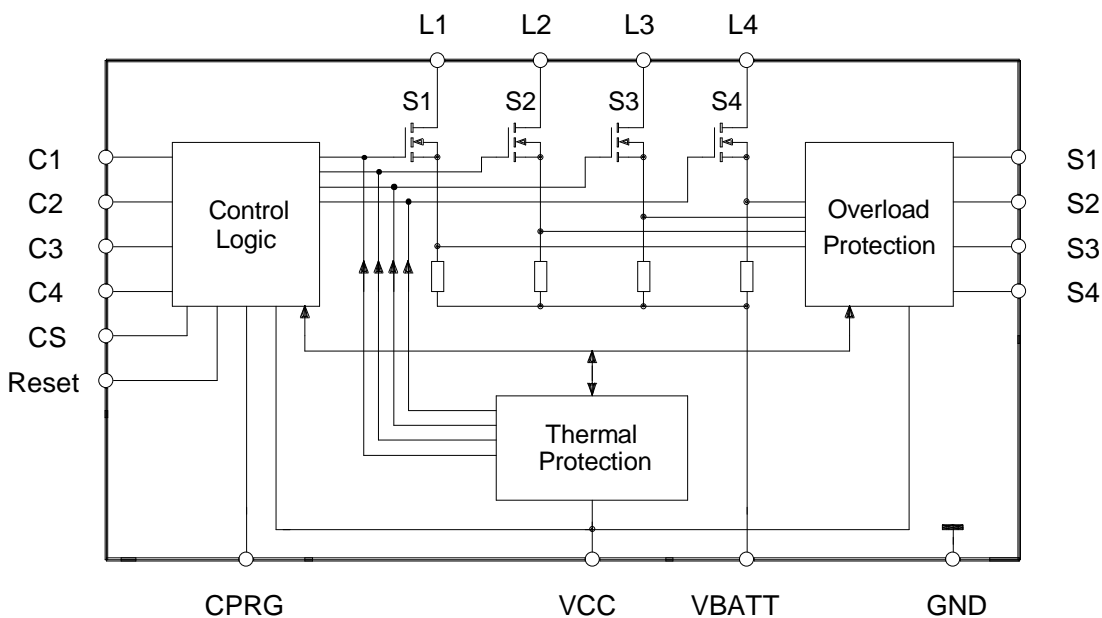 L1
L2
L3
L4
S1
S2
S3
S4
C1
C2
C3
C4
CS
Reset
Control
Logic
Overload
Protection
S1
S2
S3
S4
Thermal
Protection
CPRG
VCC
VBATT
GND